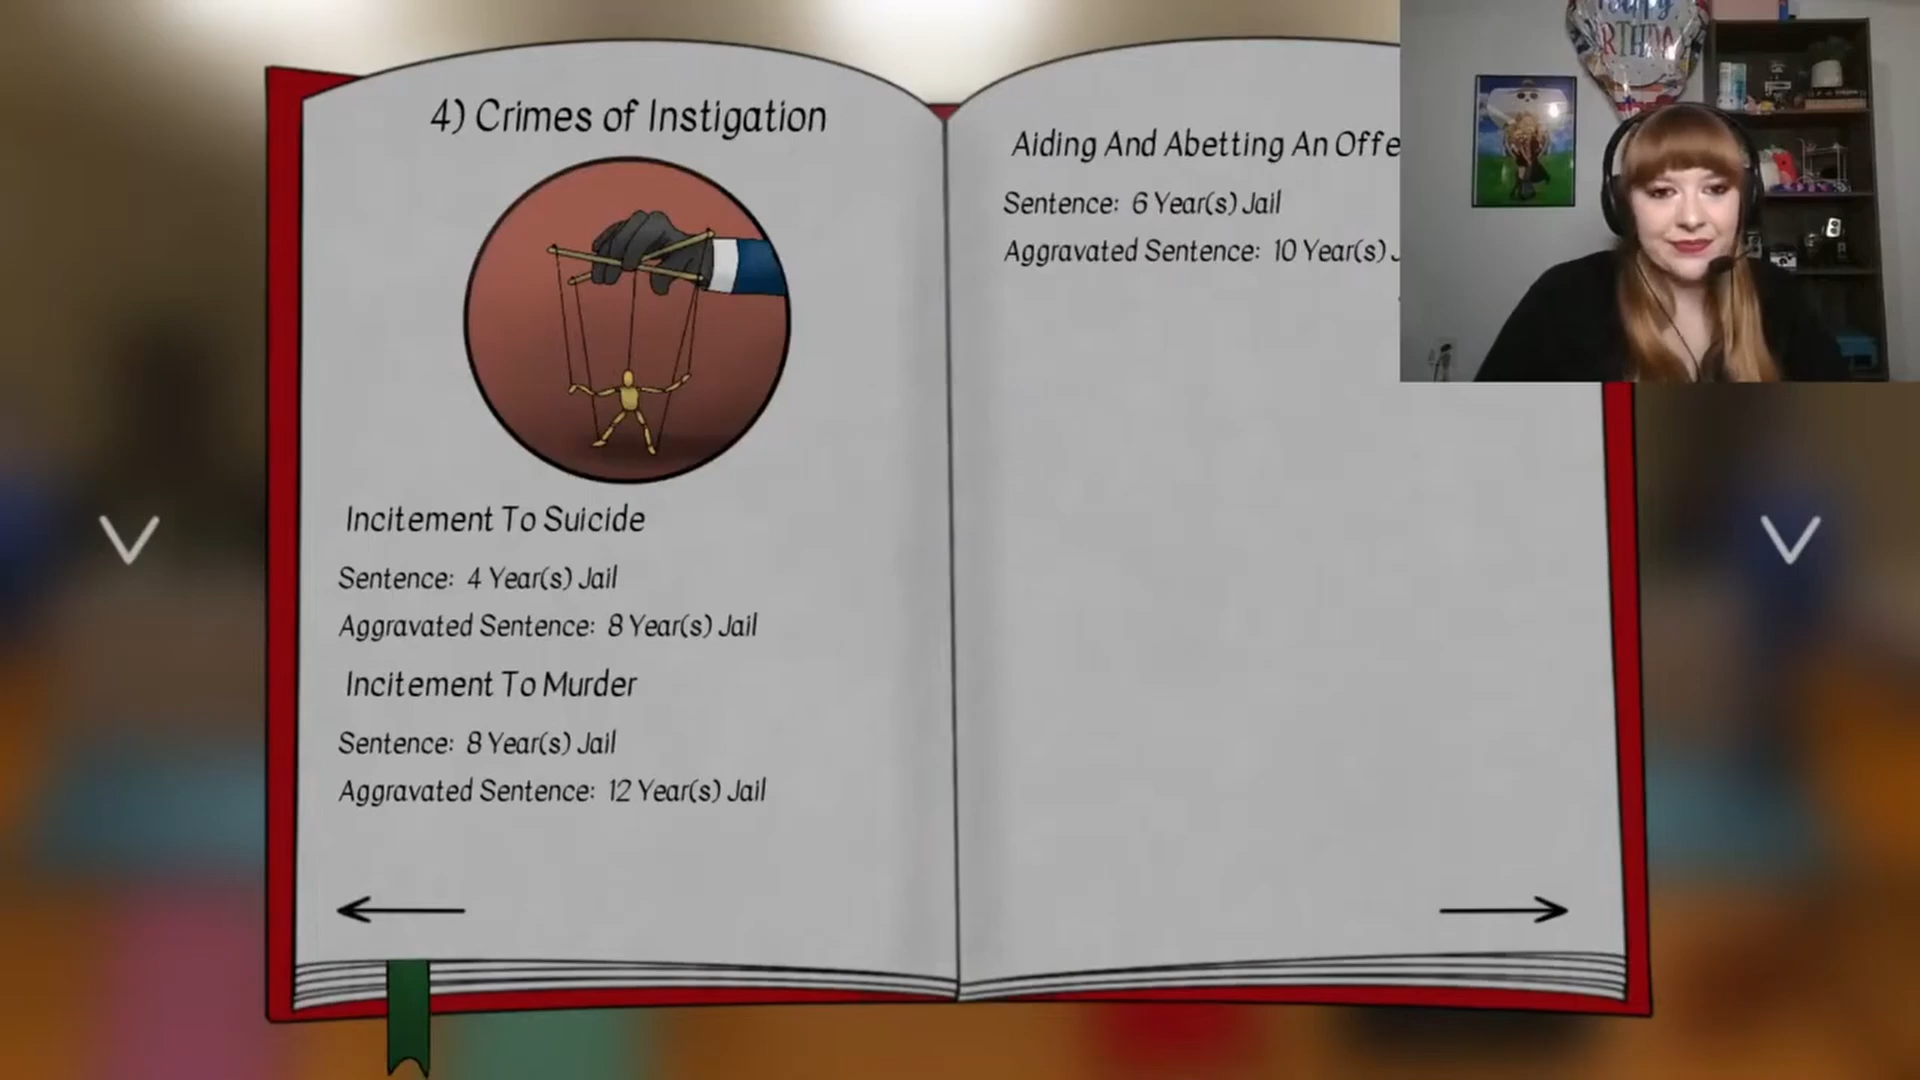 4) Crimes of Instigation
Incitement To Suicide
Sentence: 4 Year(s) Jail
Aggravated Sentence: 8 Year(s) Jail
Incitement To Murder
Sentence: 8 Year(s) Jail
Aggravated Sentence: 12 Year(s) Jail
Aiding And Abetting An Offe
Sentence: 6 Year(s) Jail
Aggravated Sentence: 10 Year(s) J